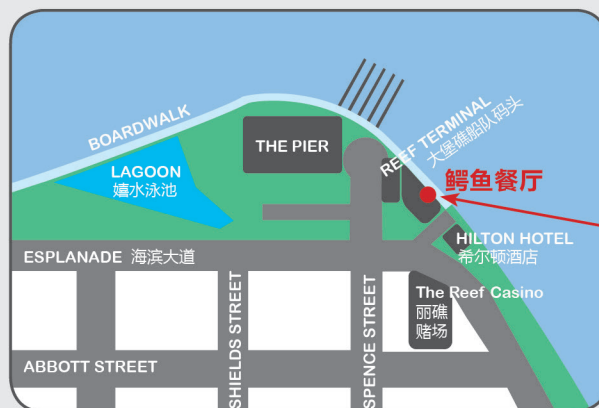 BOARDWALK
REEF TERMINAL
大堡礁船队码头
THE PIER
LAGOON
嬉水泳池
鳄鱼餐厅
HILTON HOTEL
希尔顿酒店
ESPLANADE 海滨大道
The Reef Casino
丽礁
赌场
SHIELDS STREET
SPENCE STREET
ABBOTT STREET